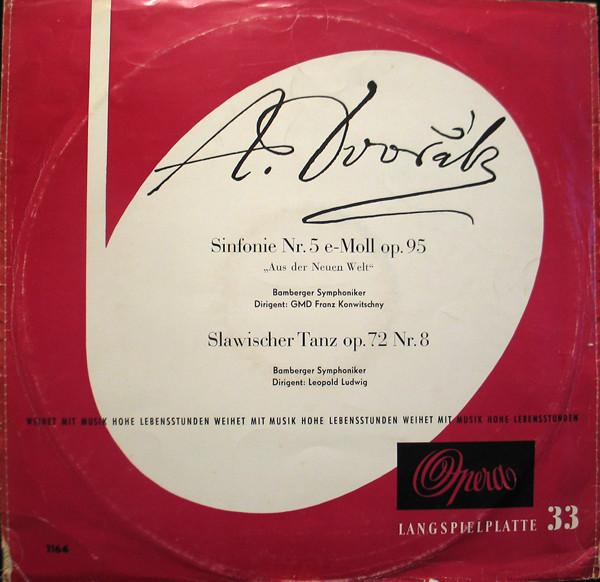 A. Dvořák
Sinfonie Nr. 5 e-Moll op. 95
„Aus der Neuen Welt“
Bamberger Symphoniker
Dirigent: GMD Franz Konwitschny
Slawischer Tanz op. 72 Nr. 8
Bamberger Symphoniker
Dirigent: Leopold Ludwig
WEIHET MIT MUSIK HOHE LEBENSSTUNDEN WEIHET MIT MUSIK HOHE LEBENSSTUNDEN WEIHET MIT MUSIK HOHE LEBENSSTUNDEN
Opera
LANGSPIELPLATTE 33
1164